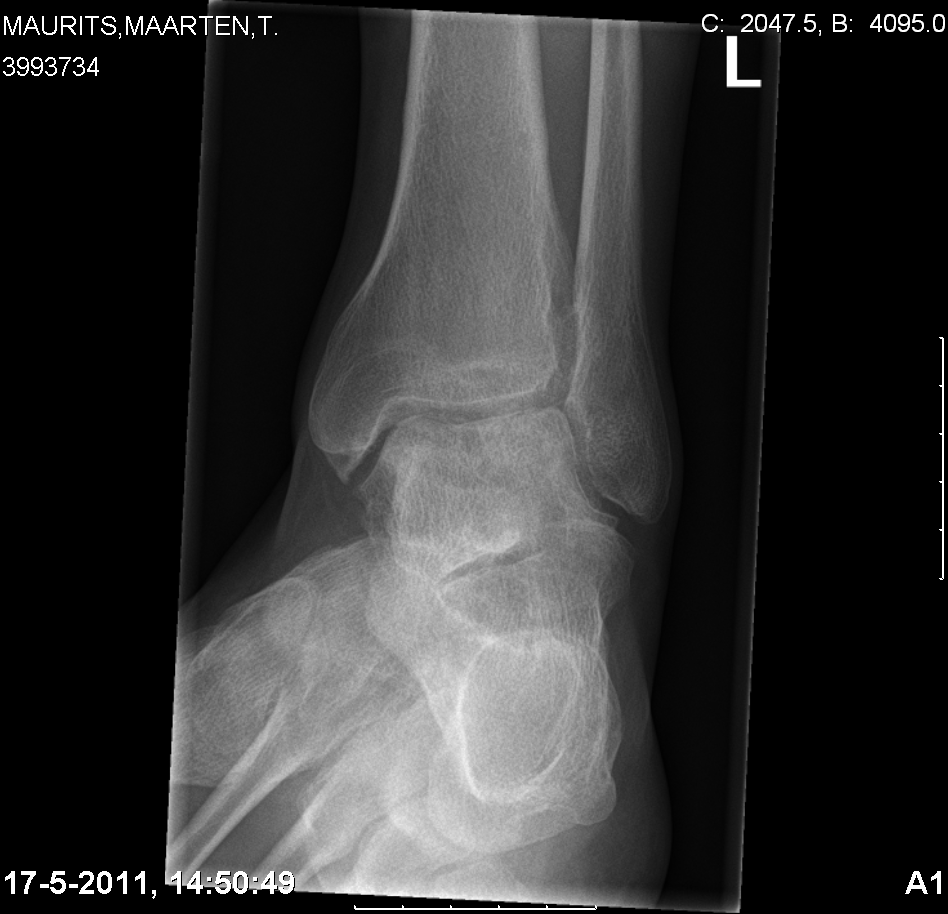 MAURITS,MAARTEN,T.
C: 2047.5, B: 4095.0
3993734
L
17-5-2011, 14:50:49
A1